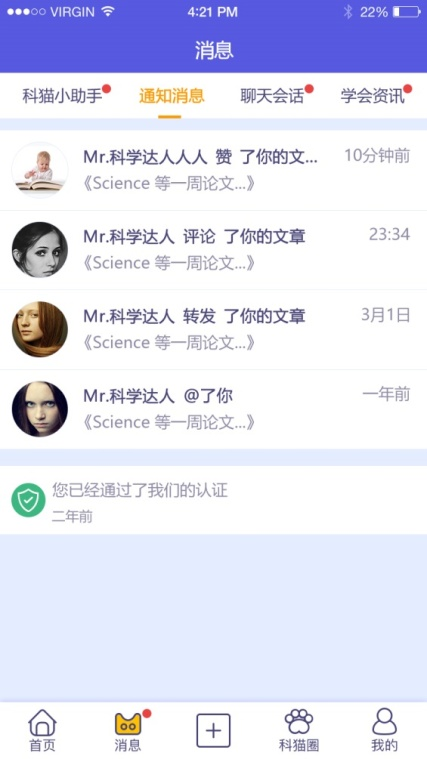 VIRGIN 4:21 PM 22%
消息
科猫小助手 通知消息 聊天会话 学会资讯
Mr.科学达人人人 赞 了你的文... 10分钟前
《Science 等一周论文...》
Mr.科学达人 评论 了你的文章 23:34
《Science 等一周论文...》
Mr.科学达人 转发 了你的文章 3月1日
《Science 等一周论文...》
Mr.科学达人 @了你 一年前
《Science 等一周论文...》
您已经通过了我们的认证
二年前
首页 消息 科猫圈 我的